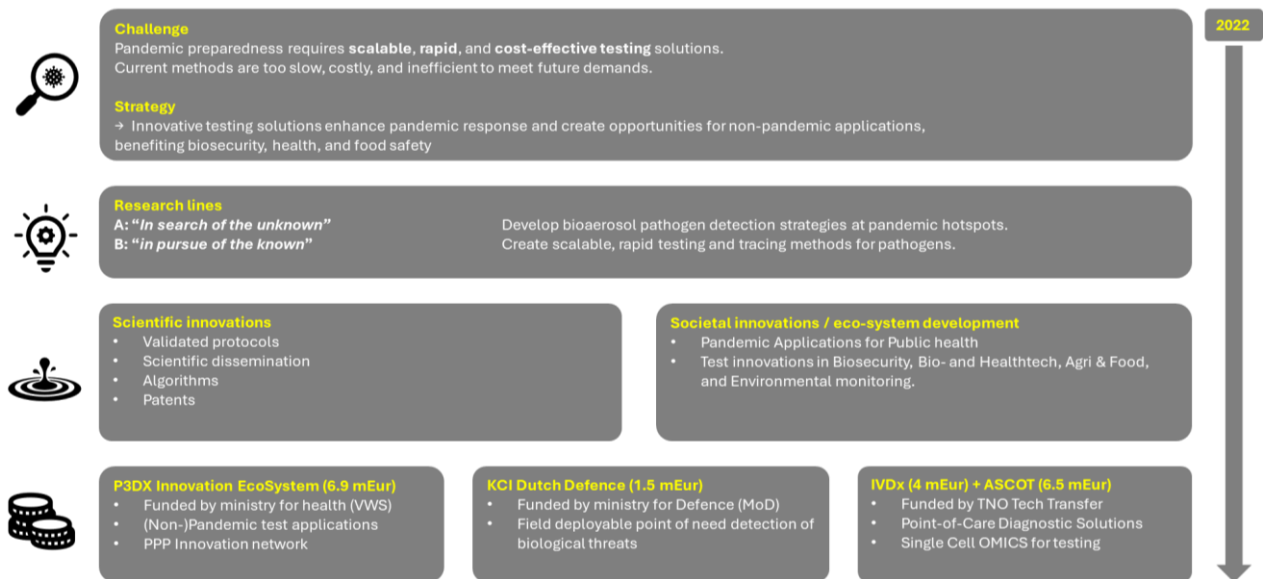 Challenge
Pandemic preparedness requires scalable, rapid, and cost-effective testing solutions.
Current methods are too slow, costly, and inefficient to meet future demands.
Strategy
→ Innovative testing solutions enhance pandemic response and create opportunities for non-pandemic applications,
benefiting biosecurity, health, and food safety
2022
Research lines
A: “In search of the unknown” Develop bioaerosol pathogen detection strategies at pandemic hotspots.
B: “in pursue of the known” Create scalable, rapid testing and tracing methods for pathogens.
Scientific innovations
• Validated protocols
• Scientific dissemination
• Algorithms
• Patents
Societal innovations / eco-system development
• Pandemic Applications for Public health
• Test innovations in Biosecurity, Bio- and Healthtech, Agri & Food,
and Environmental monitoring.
P3DX Innovation EcoSystem (6.9 mEur)
• Funded by ministry for health (VWS)
• (Non-)Pandemic test applications
• PPP Innovation network
KCI Dutch Defence (1.5 mEur)
• Funded by ministry for Defence (MoD)
• Field deployable point of need detection of
biological threats
IVDx (4 mEur) + ASCOT (6.5 mEur)
• Funded by TNO Tech Transfer
• Point-of-Care Diagnostic Solutions
• Single Cell OMICS for testing